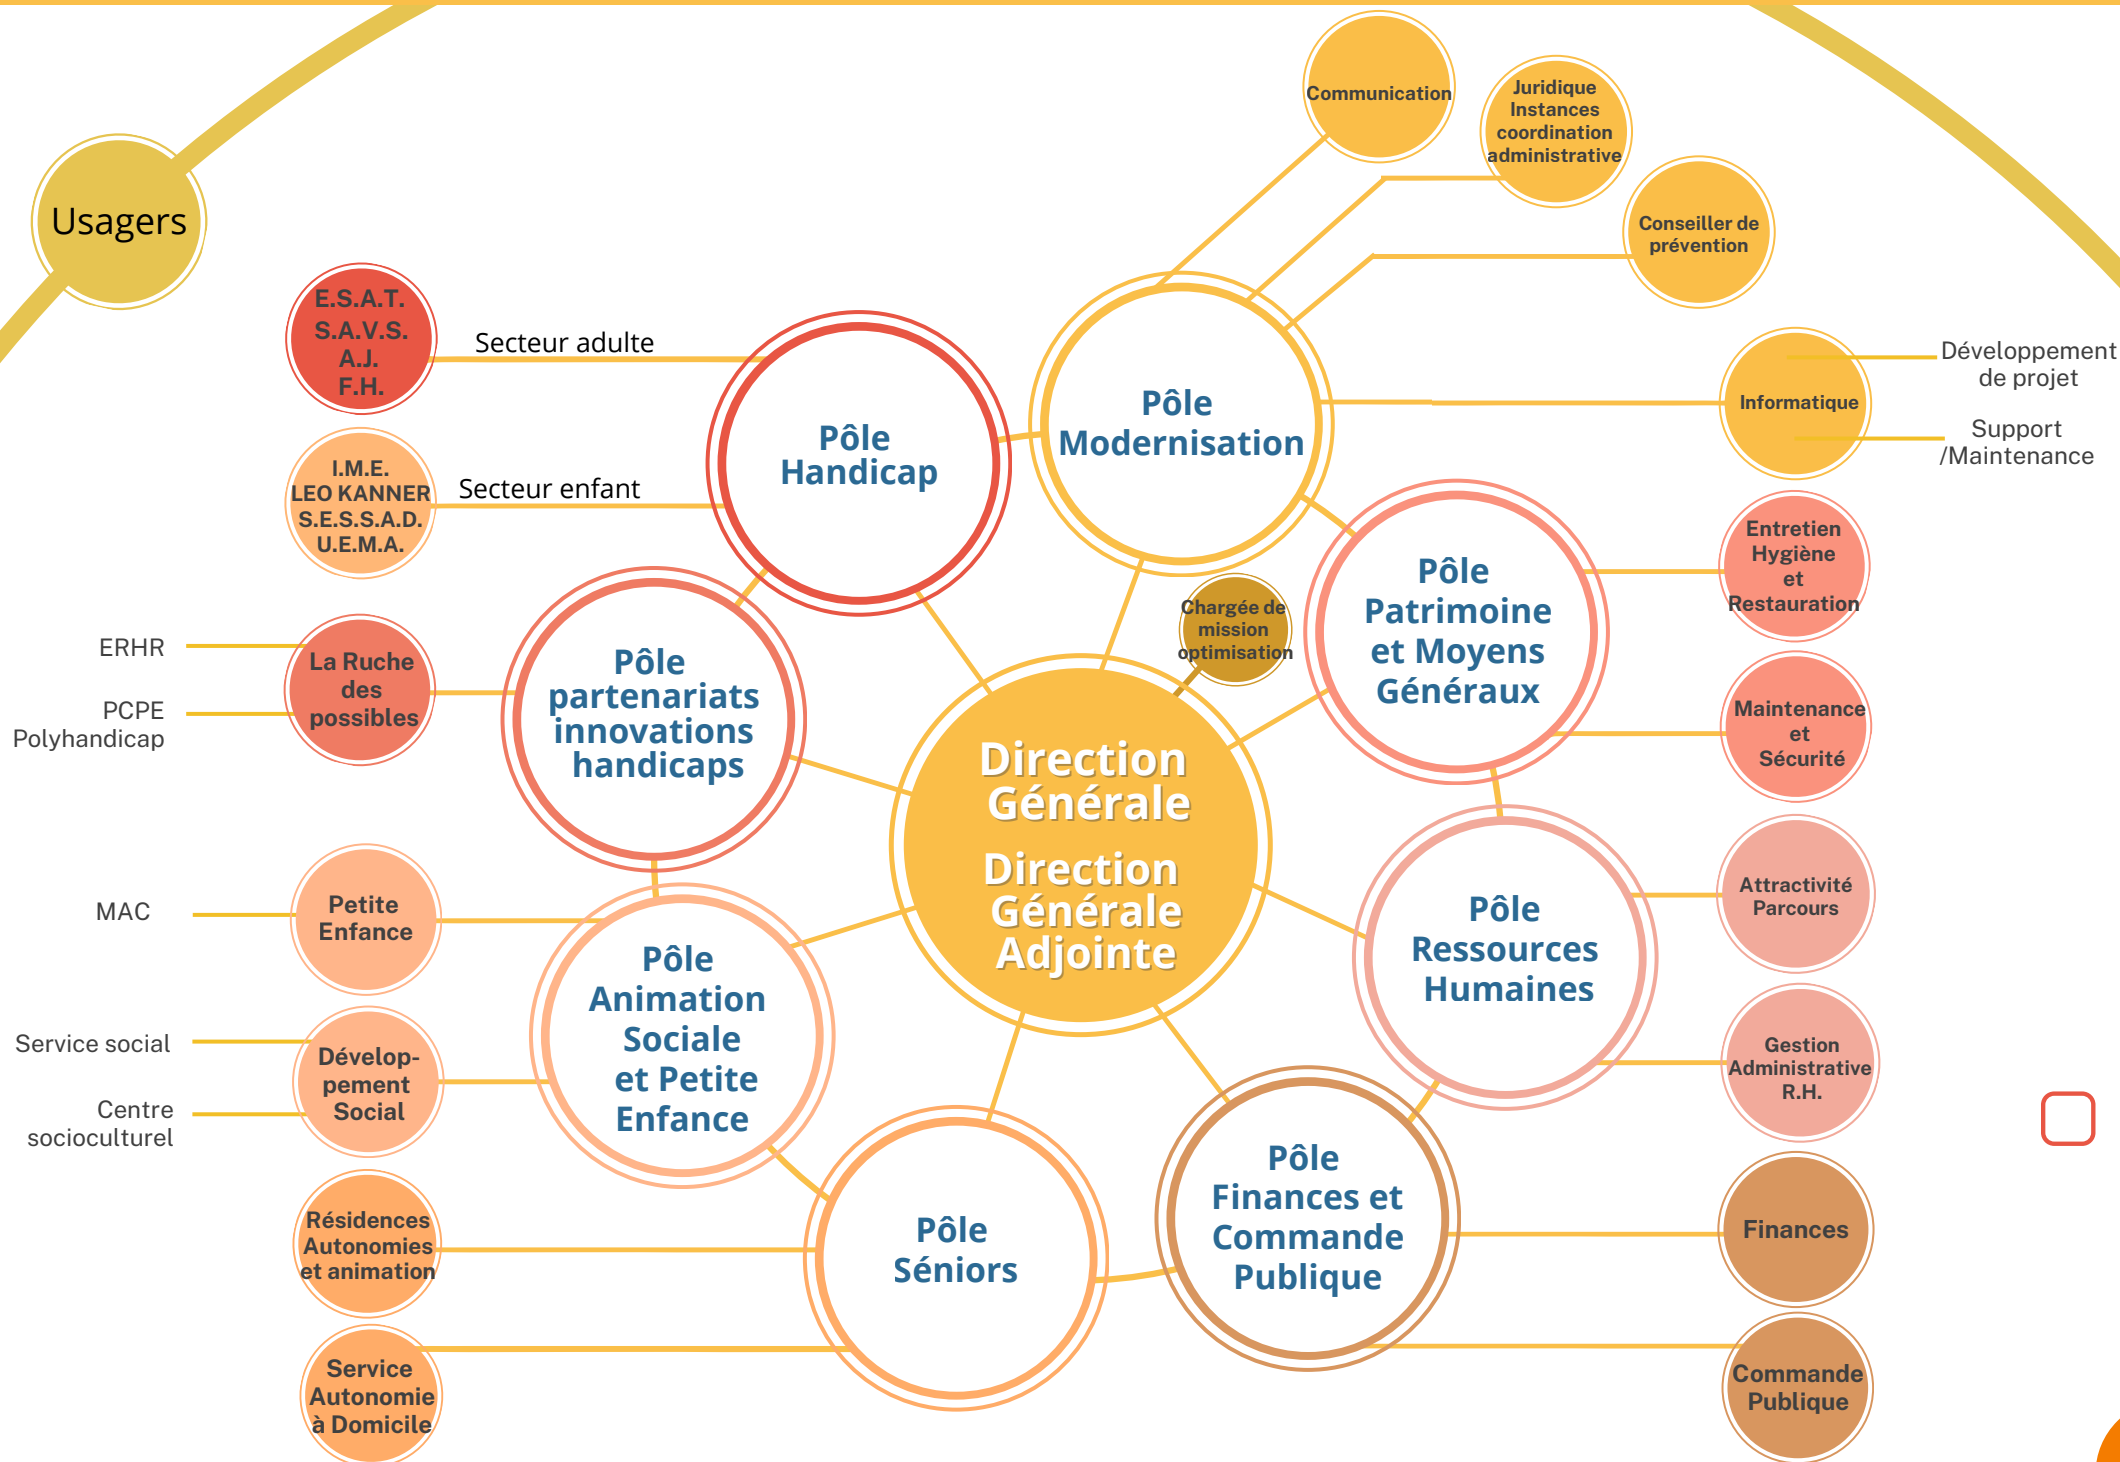 Usagers
Communication
Juridique
Instances
coordination
administrative
Conseiller de
prévention
E.S.A.T.
S.A.V.S.
A.J.
F.H.
Secteur adulte
I.M.E.
LEO KANNER
S.E.S.S.A.D.
U.E.M.A.
Secteur enfant
Pôle
Handicap
Pôle
Modernisation
Informatique
Développement
de projet
Support
/Maintenance
Entretien
Hygiène
et
Restauration
Pôle
Patrimoine
et Moyens
Généraux
Maintenance
et
Sécurité
Chargée de
mission
optimisation
ERHR
PCPE
Polyhandicap
La Ruche
des
possibles
Pôle
partenariats
innovations
handicaps
Direction
Générale
Direction
Générale
Adjointe
MAC
Petite
Enfance
Service social
Centre
socioculturel
Dévelop-
pement
Social
Pôle
Animation
Sociale
et Petite
Enfance
Pôle
Ressources
Humaines
Attractivité
Parcours
Gestion
Administrative
R.H.
Résidences
Autonomies
et animation
Service
Autonomie
à Domicile
Pôle
Séniors
Pôle
Finances et
Commande
Publique
Finances
Commande
Publique